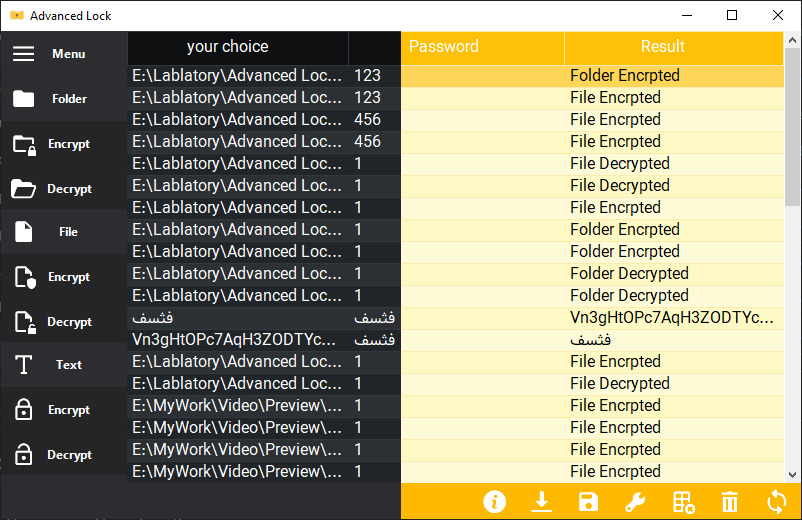 Advanced Lock
Menu
Folder
Encrypt
Decrypt
File
Encrypt
Decrypt
Text
Encrypt
Decrypt
your choice Password Result
E:\Lablatory\Advanced Loc... 123 Folder Encrpted
E:\Lablatory\Advanced Loc... 123 File Encrpted
E:\Lablatory\Advanced Loc... 456 File Encrpted
E:\Lablatory\Advanced Loc... 456 File Encrpted
E:\Lablatory\Advanced Loc... 1 File Decrypted
E:\Lablatory\Advanced Loc... 1 File Decrypted
E:\Lablatory\Advanced Loc... 1 File Encrpted
E:\Lablatory\Advanced Loc... 1 Folder Encrpted
E:\Lablatory\Advanced Loc... 1 Folder Encrpted
E:\Lablatory\Advanced Loc... 1 Folder Decrypted
E:\Lablatory\Advanced Loc... 1 Folder Decrypted
فثسف فثسف Vn3gHtOPc7AqH3ZODTYc...
Vn3gHtOPc7AqH3ZODTYc... فثسف فثسف
E:\Lablatory\Advanced Loc... 1 File Encrpted
E:\Lablatory\Advanced Loc... 1 File Decrypted
E:\MyWork\Video\Preview\... 1 File Encrpted
E:\MyWork\Video\Preview\... 1 File Encrpted
E:\MyWork\Video\Preview\... 1 File Encrpted
E:\MyWork\Video\Preview\... 1 File Encrpted